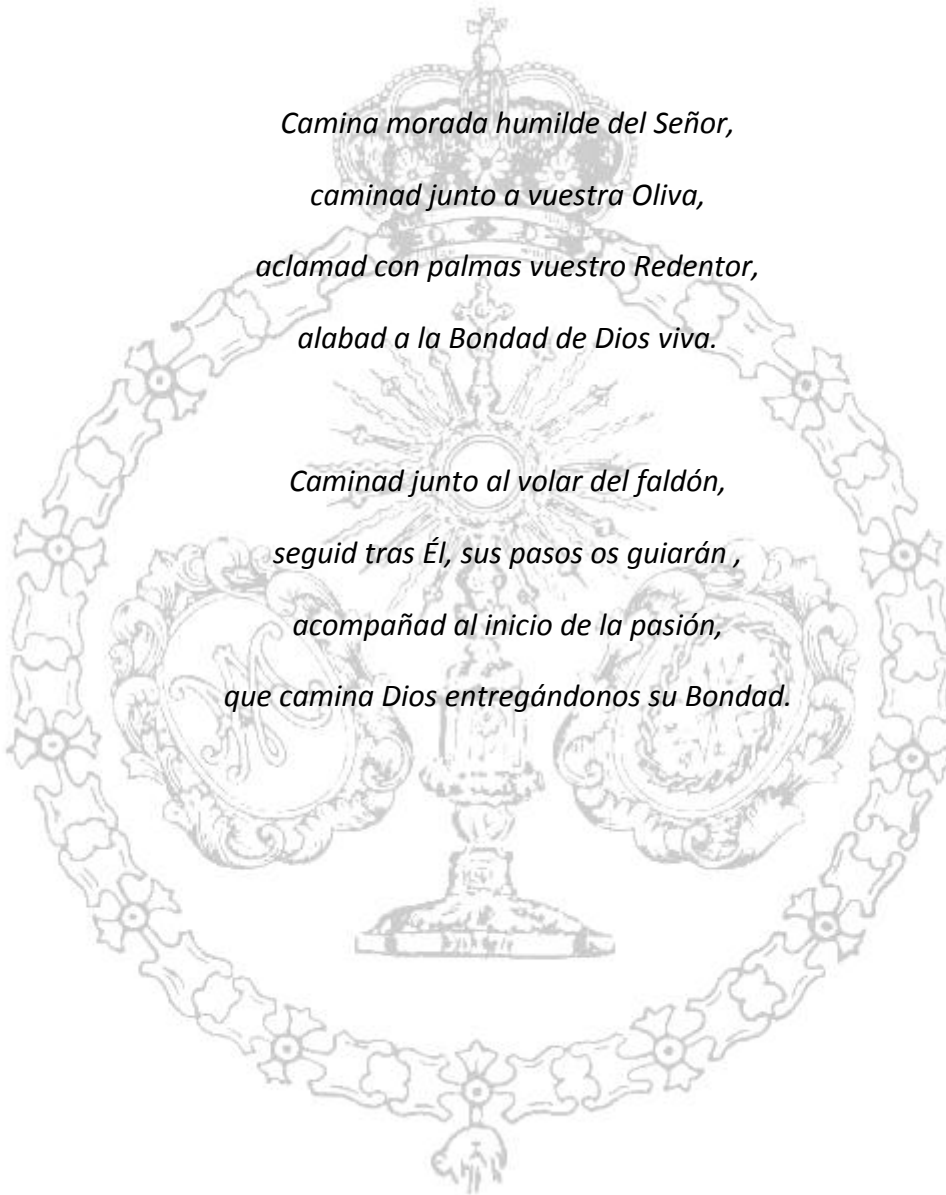 Camina morada humilde del Señor,
caminad junto a vuestra Oliva,
aclamad con palmas vuestro Redentor,
alabad a la Bondad de Dios viva.
Caminad junto al volar del faldón,
seguid tras Él, sus pasos os guiarán ,
acompañad al inicio de la pasión,
que camina Dios entregándonos su Bondad.